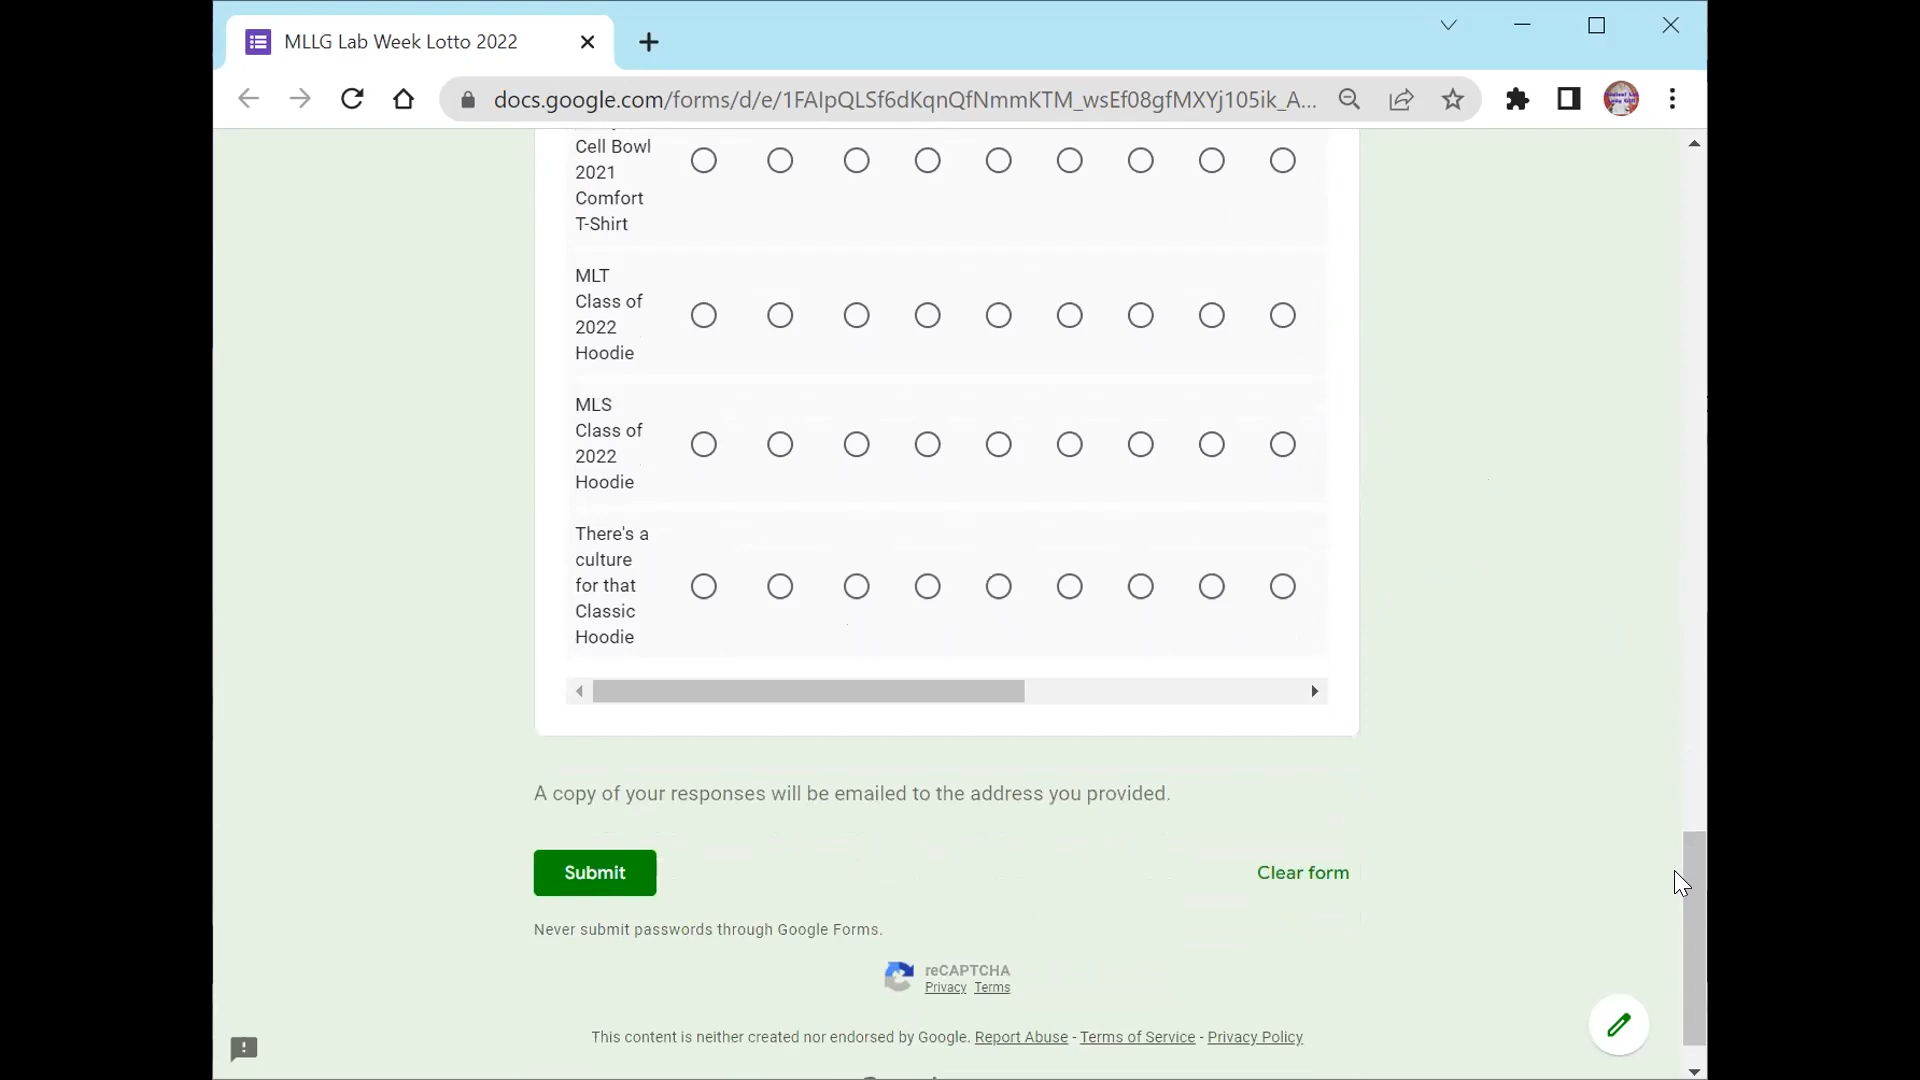 MLLG Lab Week Lotto 2022
docs.google.com/forms/d/e/1FAIpQLSf6dKqnQfNmmKTM_wsEf08gfMXYj105ik_A...
Cell Bowl
2021
Comfort
T-Shirt
MLT
Class of
2022
Hoodie
MLS
Class of
2022
Hoodie
There's a
culture
for that
Classic
Hoodie
A copy of your responses will be emailed to the address you provided.
Submit
Clear form
Never submit passwords through Google Forms.
reCAPTCHA
Privacy Terms
This content is neither created nor endorsed by Google. Report Abuse - Terms of Service - Privacy Policy